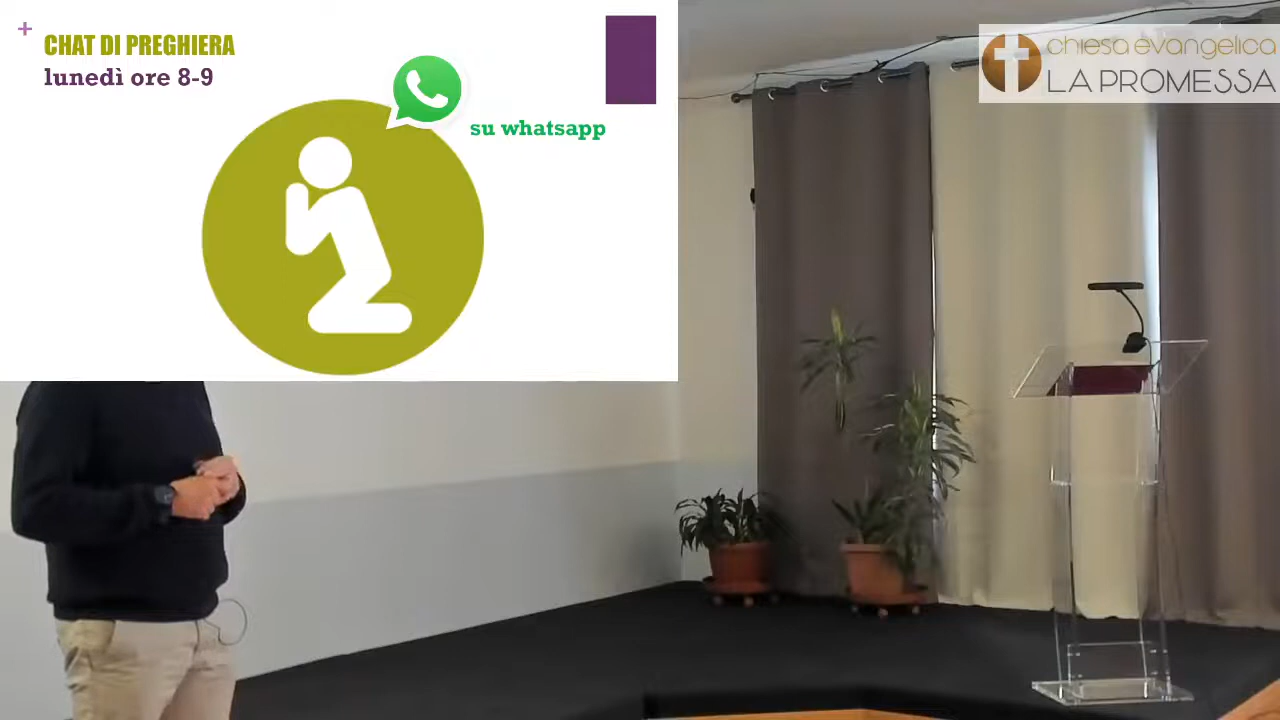 CHAT DI PREGHIERA
lunedì ore 8-9
su whatsapp
chiesa evangelica
LA PROMESSA